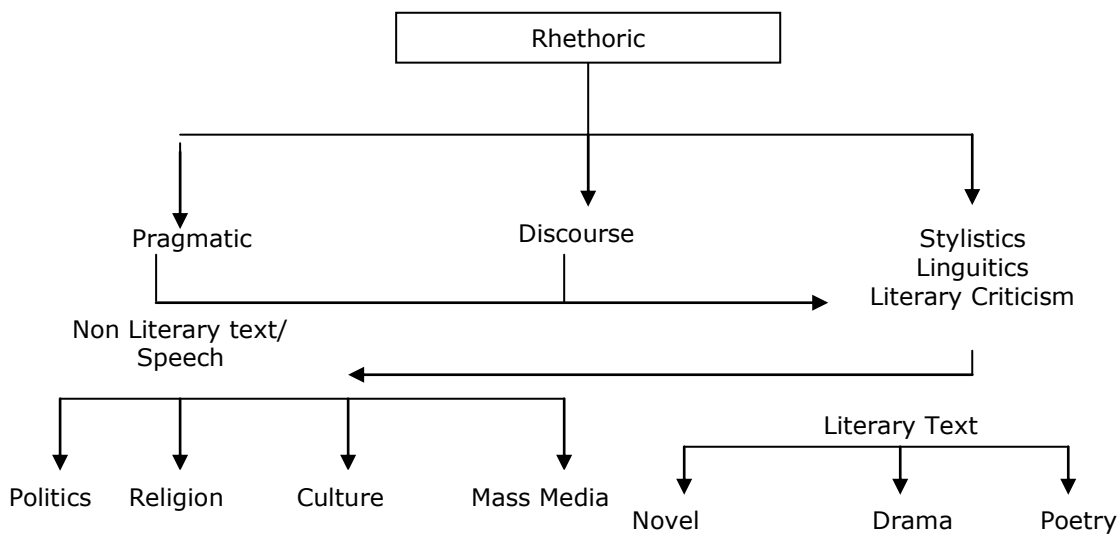 Rhethoric
Pragmatic
Discourse
Stylistics
Linguitics
Literary Criticism
Non Literary text/
Speech
Literary Text
Politics
Religion
Culture
Mass Media
Novel
Drama
Poetry